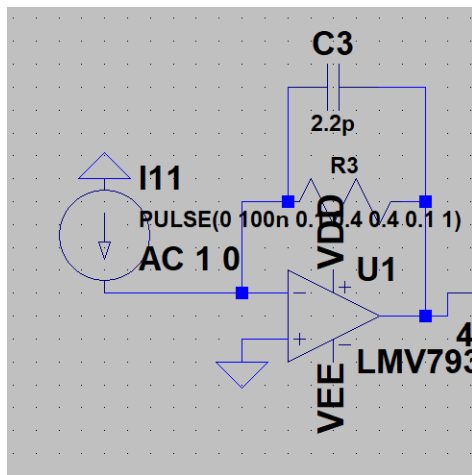 C3
2.2p
R3
I11
PULSE(0 100n 0.1 0.4 0.4 0.1 1)
AC 1 0
VDD
U1
4
LMV793
VEE